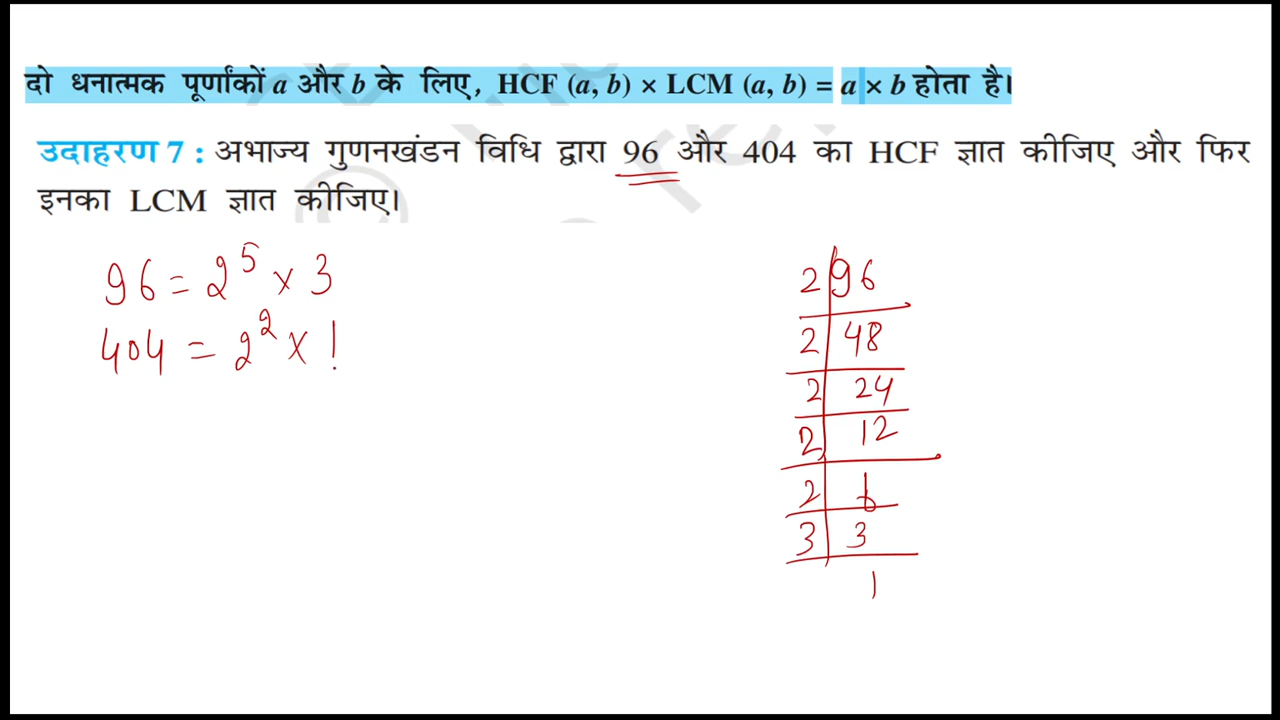 दो धनात्मक पूर्णांकों a और b के लिए, HCF (a, b) × LCM (a, b) = a × b होता है।
उदाहरण 7 : अभाज्य गुणनखंडन विधि द्वारा 96 और 404 का HCF ज्ञात कीजिए और फिर
इनका LCM ज्ञात कीजिए।
96 = 2^5 × 3
404 = 2^2 × 1
2 96
2 48
2 24
2 12
2 6
3 3
1